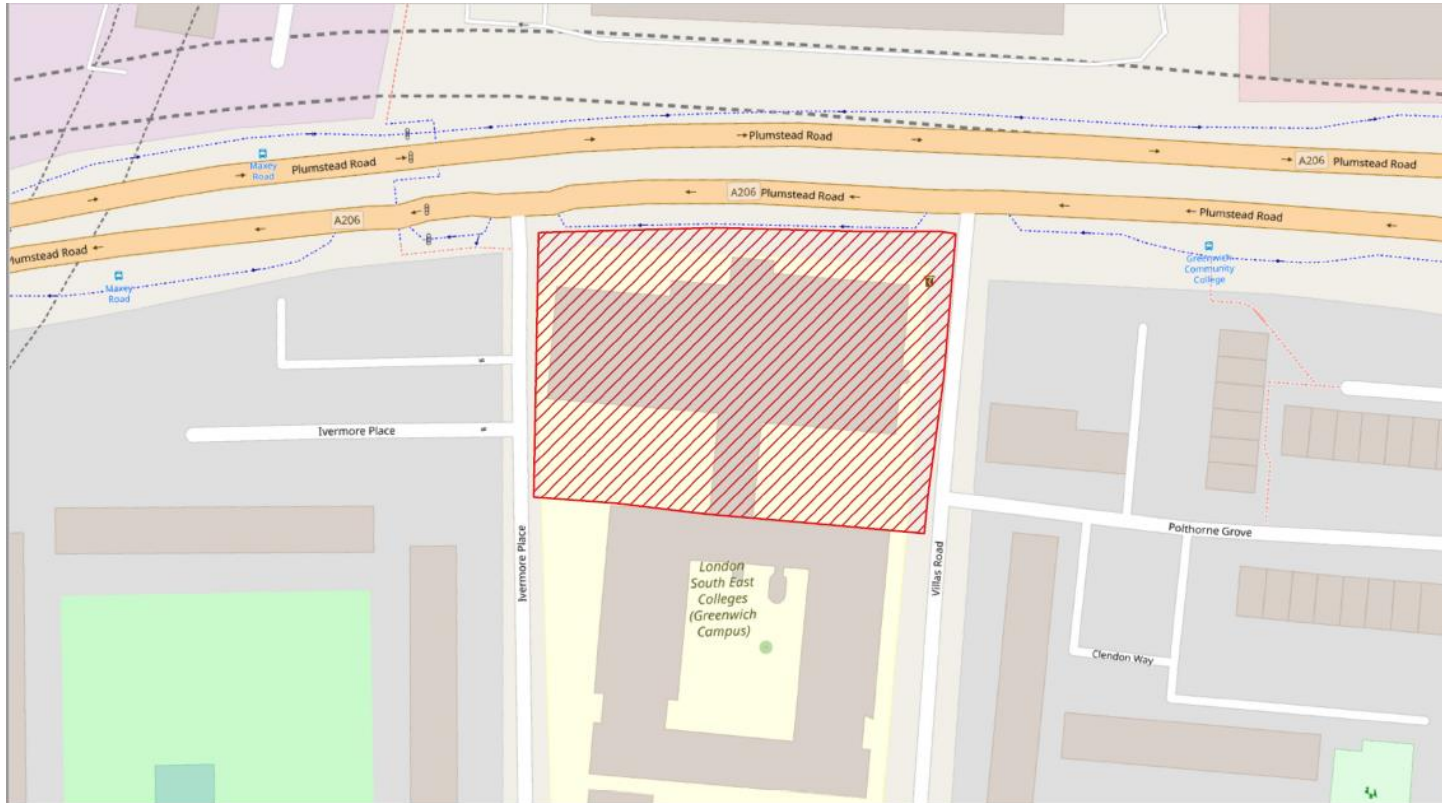 Plumstead Road
A206 Plumstead Road
Maxey
Road
Plumstead Road
A206 Plumstead Road
Plumstead Road
A206
Plumstead Road
Maxey
Road
Greenwich
Community
College
Ivermore Place
Ivermore Place
Villas Road
Polthorne Grove
London
South East
Colleges
(Greenwich
Campus)
Clendon Way